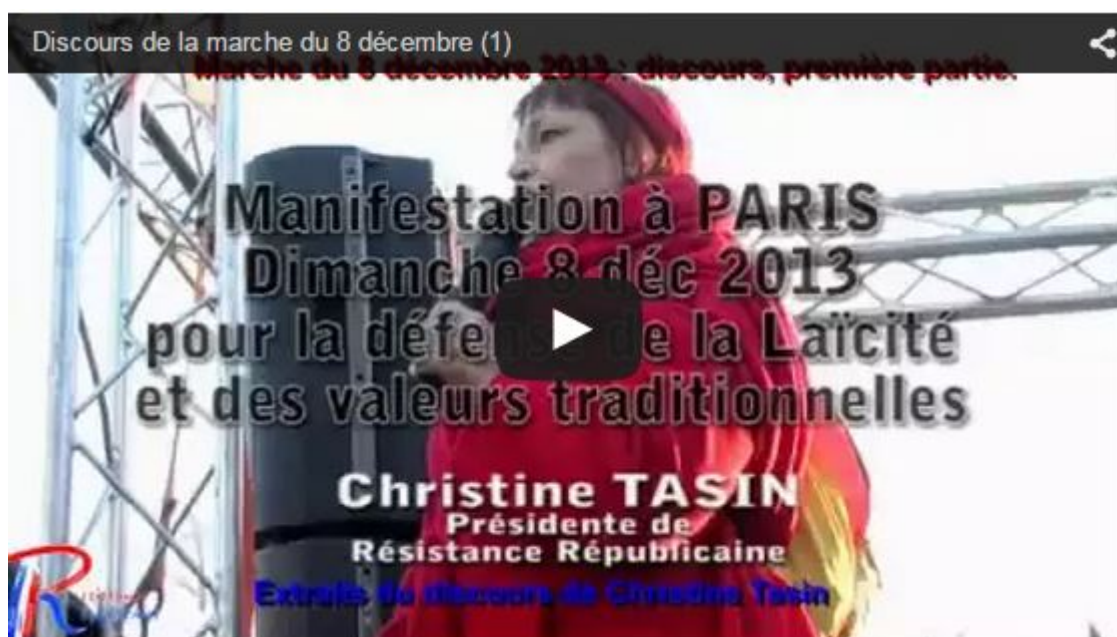 Discours de la marche du 8 décembre (1)
Marche du 8 decembre 2013 : discours, première partie.
Manifestation à PARIS
Dimanche 8 déc 2013
pour la défense de la Laïcité
et des valeurs traditionnelles
Christine TASIN
Présidente de
Résistance Républicaine
Extraits du discours de Christine Tasin